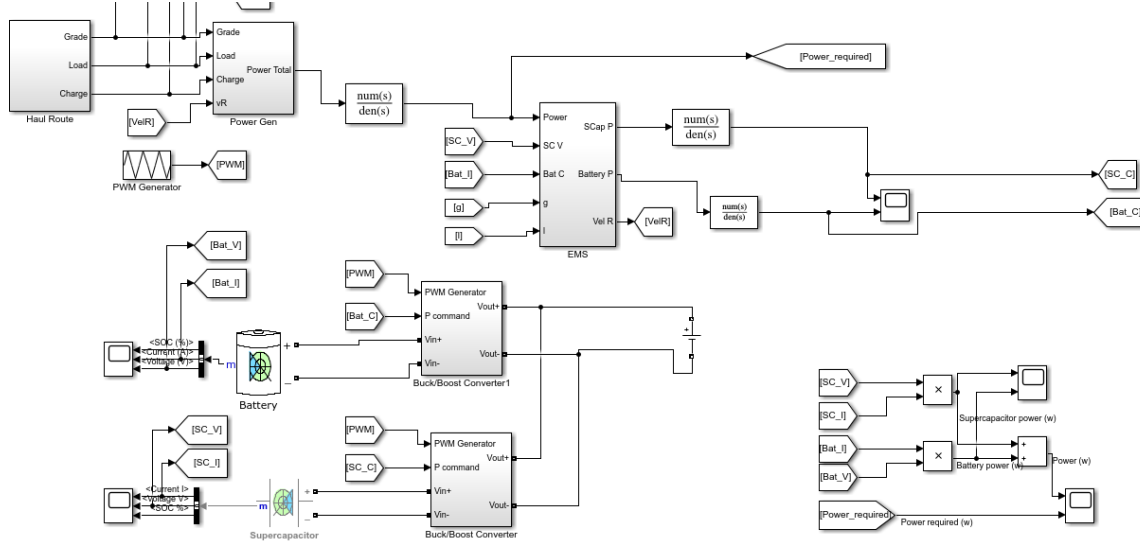 Grade
Load
Charge
Haul Route
Grade
Load
Charge
vR
Power Total
Power Gen
[VelR]
PWM Generator
[PWM]
num(s)
den(s)
[Power_required]
[SC_V]
[Bat_I]
[g]
[l]
Power
SC V
Bat C
g
l
SCap P
Battery P
Vel R
EMS
[VelR]
num(s)
den(s)
num(s)
den(s)
[SC_C]
[Bat_C]
[Bat_V]
[Bat_I]
<SOC (%)>
<Current (A)>
<Voltage (V)>
m
+
–
Battery
[PWM]
[Bat_C]
PWM Generator
P command
Vin+
Vin-
Vout+
Vout-
Buck/Boost Converter1
+
[SC_V]
[SC_I]
<Current I>
<Voltage V>
<SOC %>
m
+
–
Supercapacitor
[PWM]
[SC_C]
PWM Generator
P command
Vin+
Vin-
Vout+
Vout-
Buck/Boost Converter
[SC_V]
[SC_I]
×
Supercapacitor power (w)
[Bat_I]
[Bat_V]
×
Battery power (w)
+
+
Power (w)
[Power_required]
Power required (w)